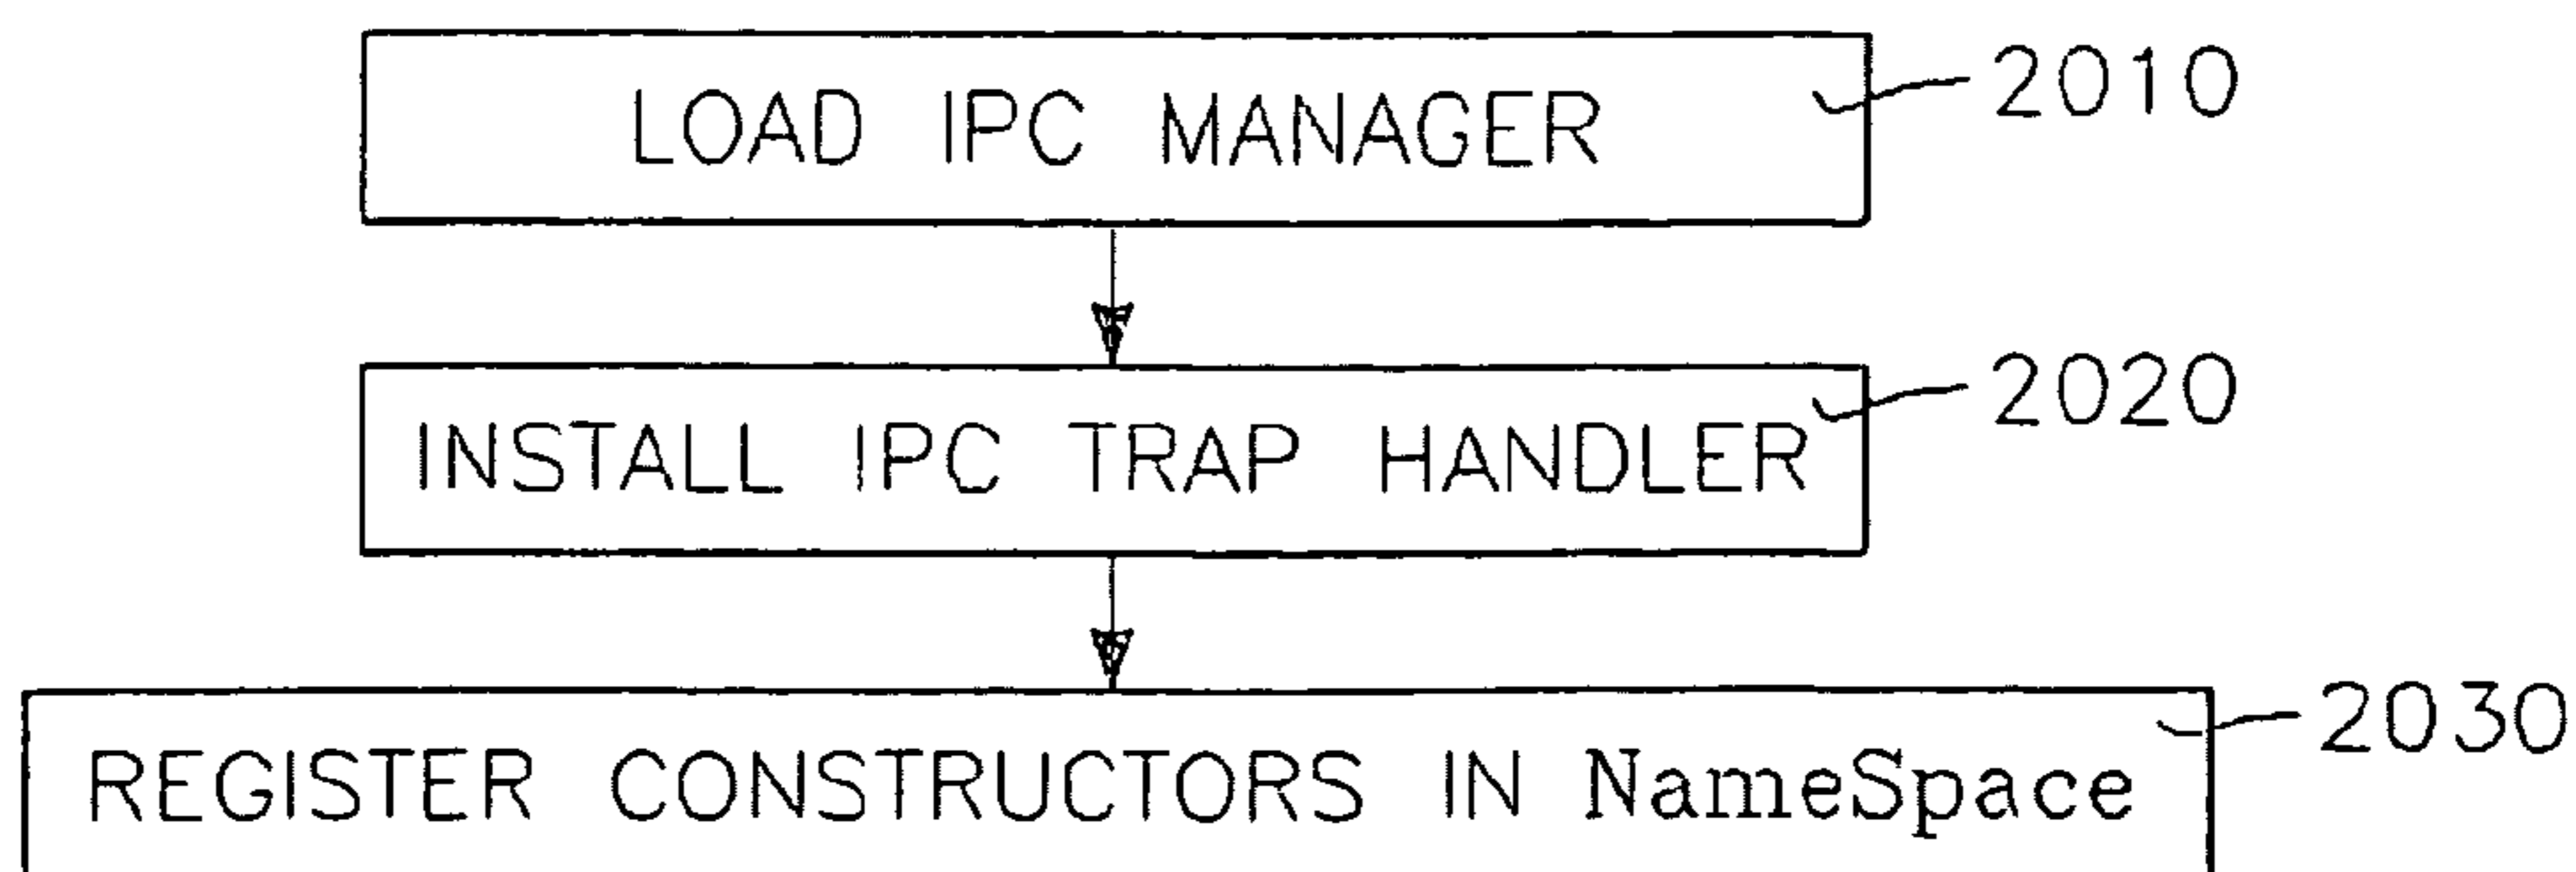 LOAD IPC MANAGER 2010
INSTALL IPC TRAP HANDLER 2020
REGISTER CONSTRUCTORS IN NameSpace 2030